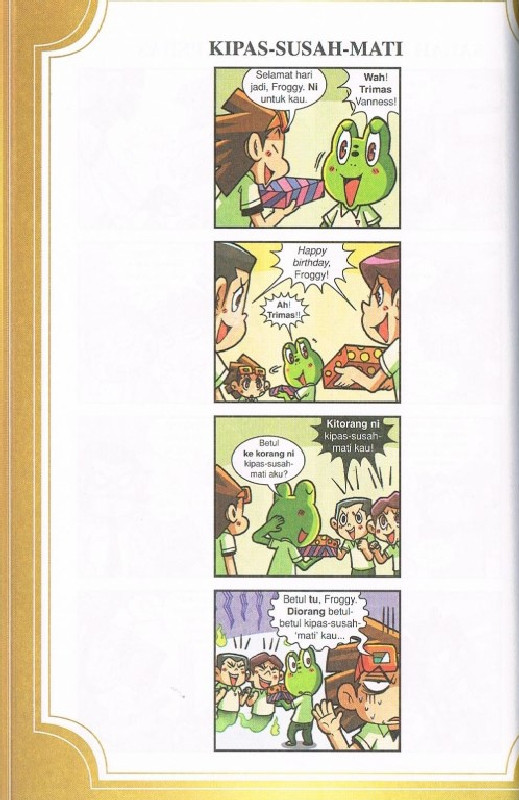 KIPAS-SUSAH-MATI
Selamat hari
jadi, Froggy. Ni
untuk kau.
Wah!
Trimas
Vanness!!
Happy
birthday,
Froggy!
Ah!
Trimas!!!
Betul
ke korang ni
kipas-susah-
mati aku?
Kitorang ni
kipas-susah-
mati kau!!
Betul tu, Froggy.
Diorang betul-
betul kipas-susah-
'mati' kau...